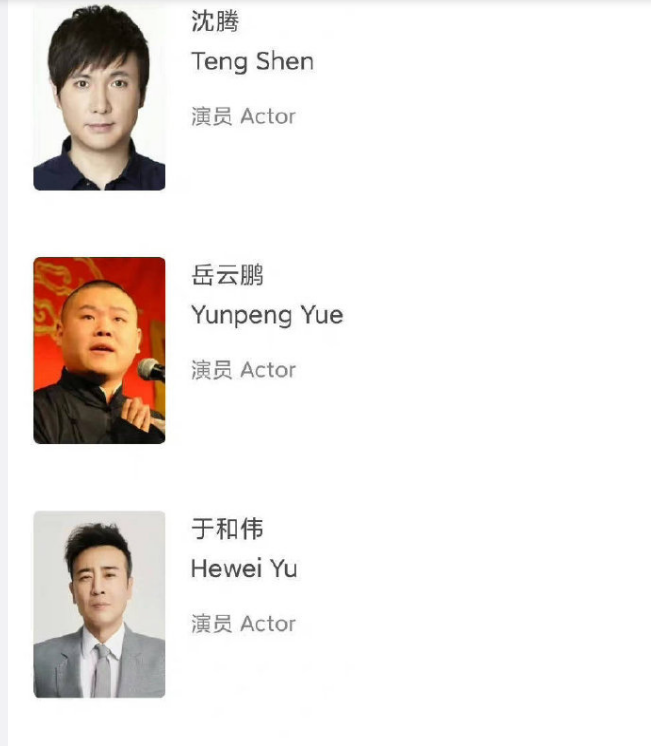 沈腾
Teng Shen
演员 Actor
岳云鹏
Yunpeng Yue
演员 Actor
于和伟
Hewei Yu
演员 Actor